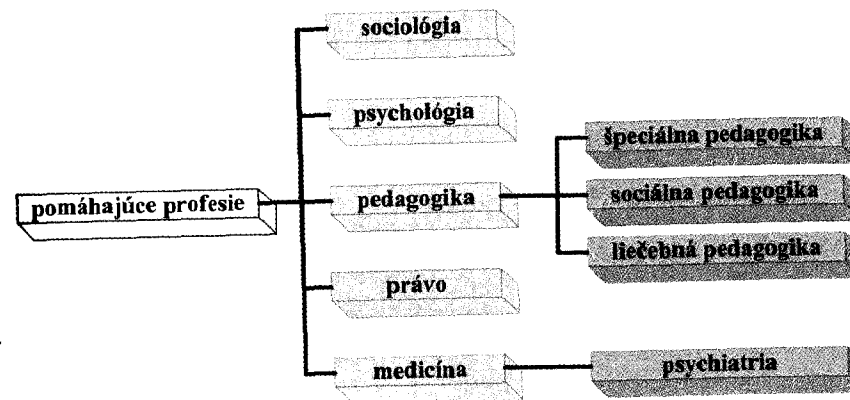 sociológia
psychológia
špeciálna pedagogika
pomáhajúce profesie
pedagogika
sociálna pedagogika
liečebná pedagogika
právo
medicína
psychiatria